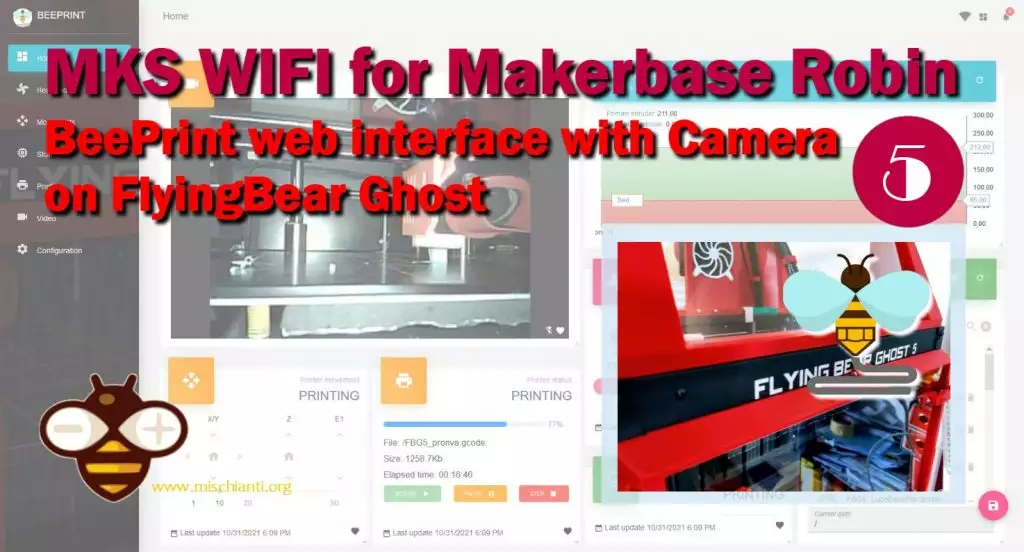 BEEPRINT
Home
MKS WIFI for Makerbase Robin
BeePrint web interface with Camera
on FlyingBear Ghost
5
Primary extruder: 211.00
300.00
250.00
212.00
150.00
100.00
0.00
Bed
Video
Configuration
FLYING BEAR GHOST 5
Printer movement
PRINTING
X/Y
Z
E1
1
10
20
50
Last update 10/31/2021 6:09 PM
Printer status
PRINTING
77%
File: /FBG5_pronva.gcode
Size: 1258.7Kb
Elapsed time: 00:16:46
STOP
Last update 10/31/2021 6:09 PM
PRINTING
Last update 10/31/2021 6:09 PM
Current path
/
www.mischianti.org